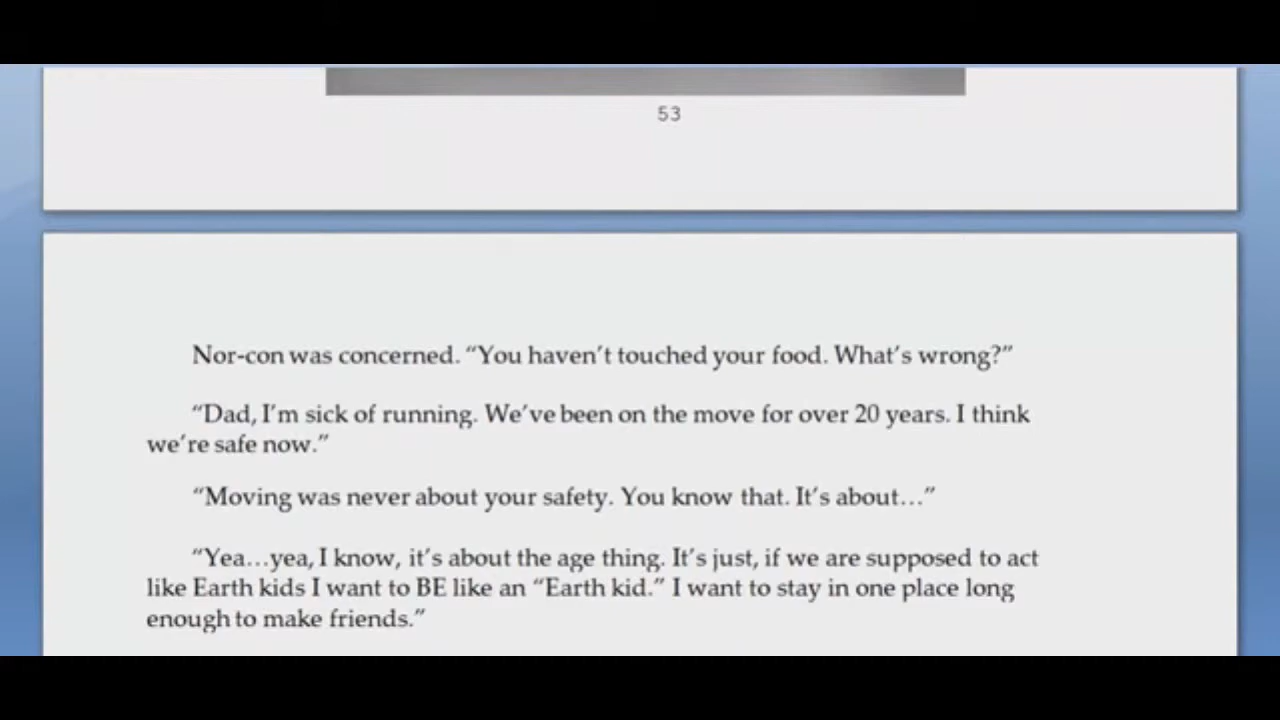 53
Nor-con was concerned. “You haven’t touched your food. What’s wrong?”
“Dad, I’m sick of running. We’ve been on the move for over 20 years. I think
we’re safe now.”
“Moving was never about your safety. You know that. It’s about…”
“Yea…yea, I know, it’s about the age thing. It’s just, if we are supposed to act
like Earth kids I want to BE like an “Earth kid.” I want to stay in one place long
enough to make friends.”